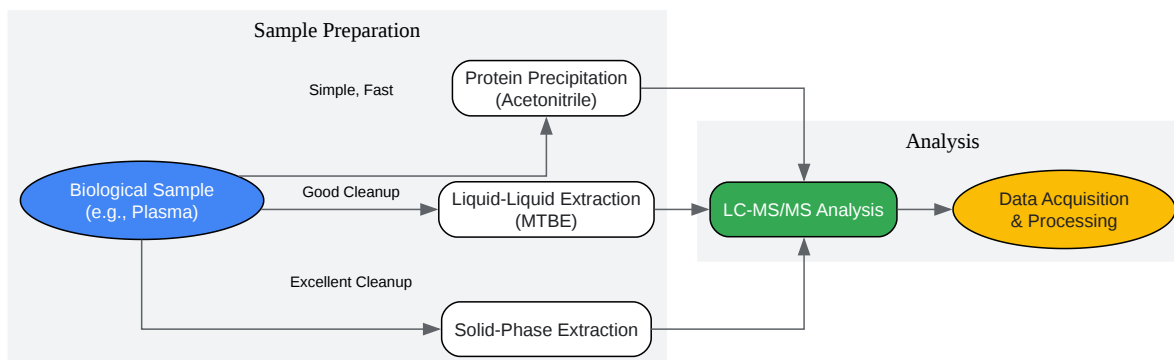 Sample Preparation
Simple, Fast
Protein Precipitation
(Acetonitrile)
Biological Sample
(e.g., Plasma)
Good Cleanup
Liquid-Liquid Extraction
(MTBE)
Excellent Cleanup
Solid-Phase Extraction
Analysis
LC-MS/MS Analysis
Data Acquisition
& Processing